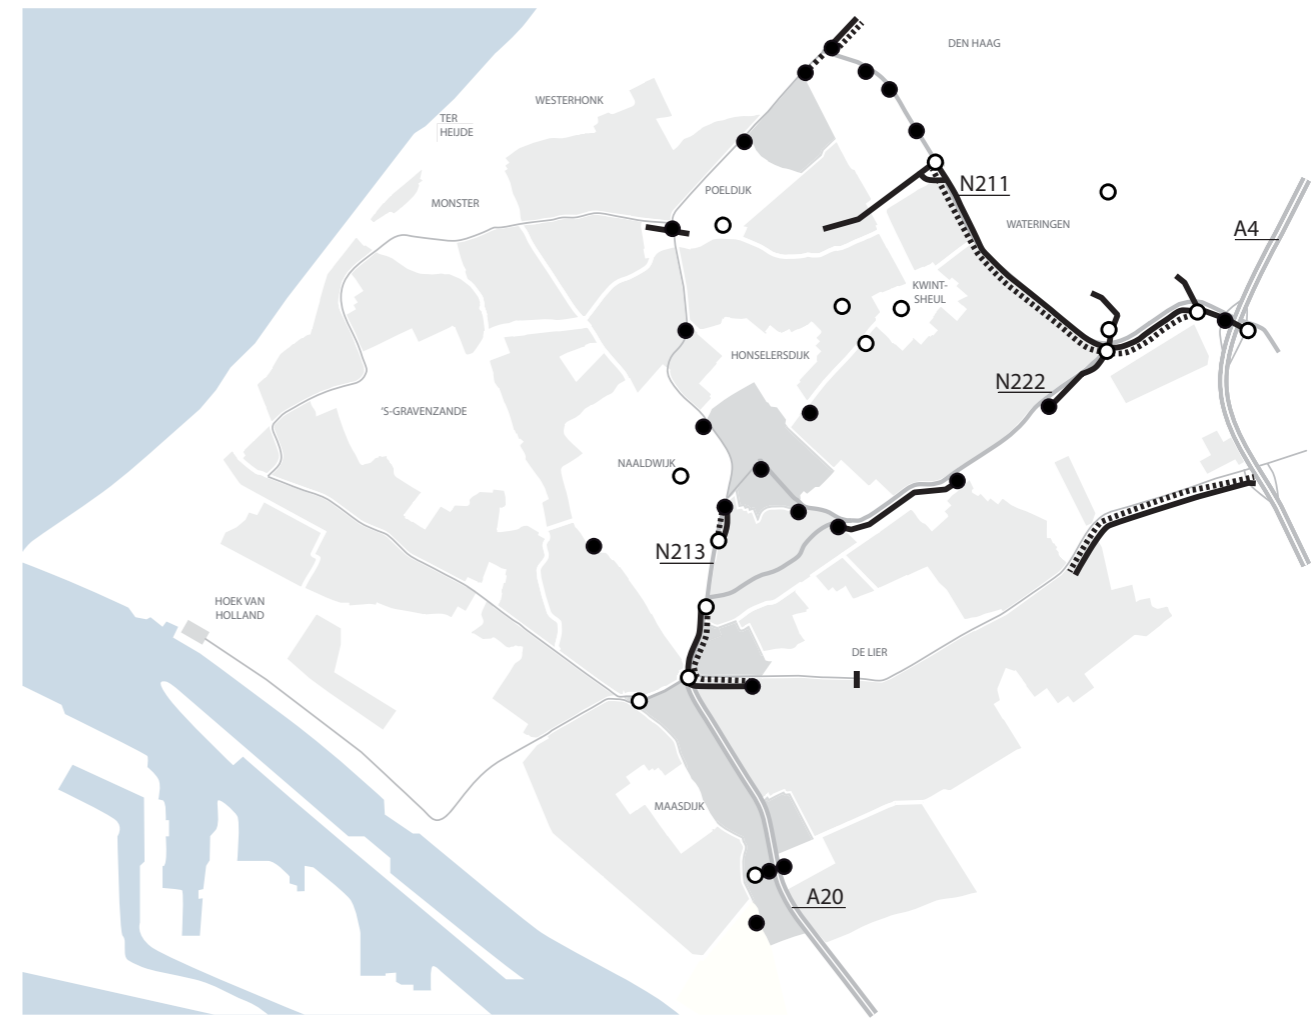 DEN HAAG
WESTERHONK
TER
HEIJDE
POELDIJK
N211
MONSTER
WATERINGEN
A4
KWINT-
SHEUL
HONSELERSDIJK
N222
'S-GRAVENZANDE
NAALDWIJK
N213
HOEK VAN
HOLLAND
DE LIER
MAASDIJK
A20